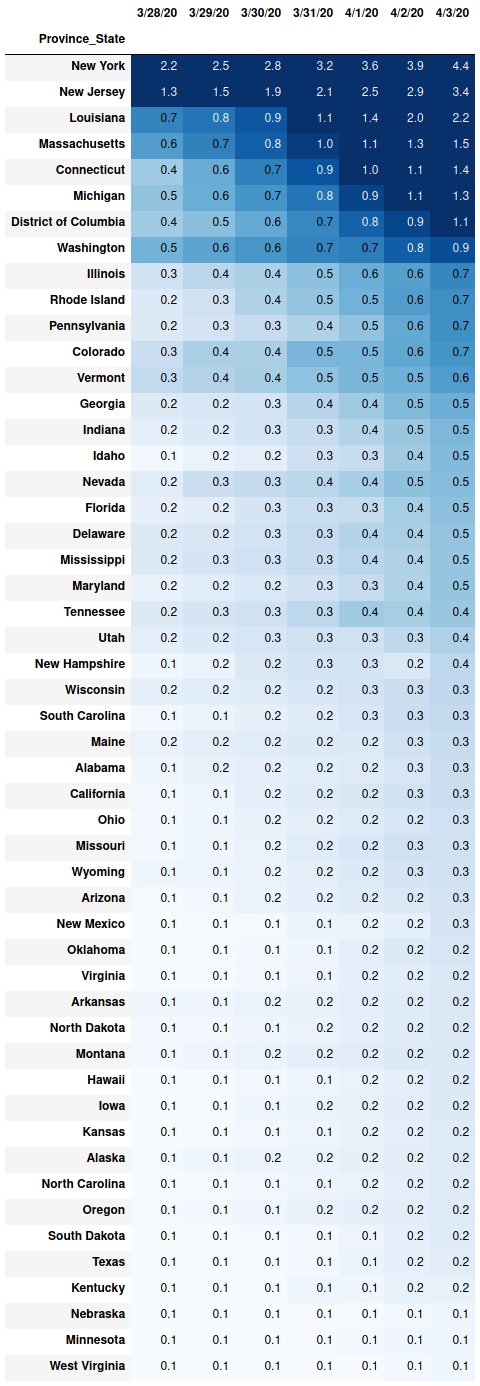 3/28/20 3/29/20 3/30/20 3/31/20 4/1/20 4/2/20 4/3/20
Province_State
New York 2.2 2.5 2.8 3.2 3.6 3.9 4.4
New Jersey 1.3 1.5 1.9 2.1 2.5 2.9 3.4
Louisiana 0.7 0.8 0.9 1.1 1.4 2.0 2.2
Massachusetts 0.6 0.7 0.8 1.0 1.1 1.3 1.5
Connecticut 0.4 0.6 0.7 0.9 1.0 1.1 1.4
Michigan 0.5 0.6 0.7 0.8 0.9 1.1 1.3
District of Columbia 0.4 0.5 0.6 0.7 0.8 0.9 1.1
Washington 0.5 0.6 0.6 0.7 0.7 0.8 0.9
Illinois 0.3 0.4 0.4 0.5 0.6 0.6 0.7
Rhode Island 0.2 0.3 0.4 0.5 0.5 0.6 0.7
Pennsylvania 0.2 0.3 0.3 0.4 0.5 0.6 0.7
Colorado 0.3 0.4 0.4 0.5 0.5 0.6 0.7
Vermont 0.3 0.4 0.4 0.5 0.5 0.5 0.6
Georgia 0.2 0.2 0.3 0.4 0.4 0.5 0.5
Indiana 0.2 0.2 0.3 0.3 0.4 0.5 0.5
Idaho 0.1 0.2 0.2 0.3 0.3 0.4 0.5
Nevada 0.2 0.3 0.3 0.4 0.4 0.5 0.5
Florida 0.2 0.2 0.3 0.3 0.3 0.4 0.5
Delaware 0.2 0.2 0.3 0.3 0.4 0.4 0.5
Mississippi 0.2 0.3 0.3 0.3 0.4 0.4 0.5
Maryland 0.2 0.2 0.2 0.3 0.3 0.4 0.5
Tennessee 0.2 0.3 0.3 0.3 0.4 0.4 0.4
Utah 0.2 0.2 0.3 0.3 0.3 0.3 0.4
New Hampshire 0.1 0.2 0.2 0.3 0.3 0.2 0.4
Wisconsin 0.2 0.2 0.2 0.2 0.3 0.3 0.3
South Carolina 0.1 0.1 0.2 0.2 0.3 0.3 0.3
Maine 0.2 0.2 0.2 0.2 0.2 0.3 0.3
Alabama 0.1 0.2 0.2 0.2 0.2 0.3 0.3
California 0.1 0.1 0.2 0.2 0.2 0.3 0.3
Ohio 0.1 0.1 0.2 0.2 0.2 0.2 0.3
Missouri 0.1 0.1 0.2 0.2 0.2 0.3 0.3
Wyoming 0.1 0.1 0.2 0.2 0.2 0.3 0.3
Arizona 0.1 0.1 0.2 0.2 0.2 0.2 0.3
New Mexico 0.1 0.1 0.1 0.1 0.2 0.2 0.3
Oklahoma 0.1 0.1 0.1 0.1 0.2 0.2 0.2
Virginia 0.1 0.1 0.1 0.1 0.2 0.2 0.2
Arkansas 0.1 0.1 0.2 0.2 0.2 0.2 0.2
North Dakota 0.1 0.1 0.1 0.2 0.2 0.2 0.2
Montana 0.1 0.1 0.2 0.2 0.2 0.2 0.2
Hawaii 0.1 0.1 0.1 0.1 0.2 0.2 0.2
Iowa 0.1 0.1 0.1 0.2 0.2 0.2 0.2
Kansas 0.1 0.1 0.1 0.1 0.2 0.2 0.2
Alaska 0.1 0.1 0.2 0.2 0.2 0.2 0.2
North Carolina 0.1 0.1 0.1 0.1 0.2 0.2 0.2
Oregon 0.1 0.1 0.1 0.2 0.2 0.2 0.2
South Dakota 0.1 0.1 0.1 0.1 0.1 0.2 0.2
Texas 0.1 0.1 0.1 0.1 0.1 0.2 0.2
Kentucky 0.1 0.1 0.1 0.1 0.1 0.2 0.2
Nebraska 0.1 0.1 0.1 0.1 0.1 0.1 0.1
Minnesota 0.1 0.1 0.1 0.1 0.1 0.1 0.1
West Virginia 0.1 0.1 0.1 0.1 0.1 0.1 0.1